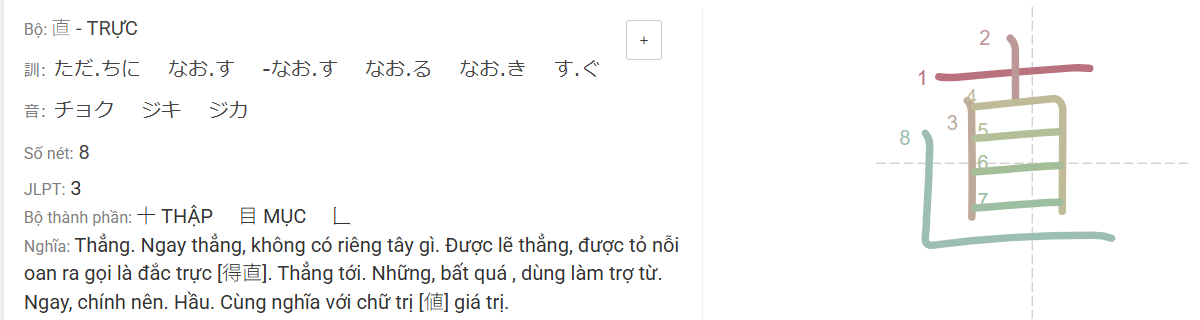 Bộ: 直 - TRỰC
+
訓: ただ.ちに なお.す -なお.す なお.る なお.き す.ぐ
音: チョク ジキ ジカ
Số nét: 8
JLPT: 3
Bộ thành phần: 十 THẬP 目 MỤC 𠃊
Nghĩa: Thẳng. Ngay thẳng, không có riêng tây gì. Được lẽ thẳng, được tỏ nỗi
oan ra gọi là đắc trực [得直]. Thẳng tới. Những, bất quá , dùng làm trợ từ.
Ngay, chính nên. Hầu. Cùng nghĩa với chữ trị [値] giá trị.
直
1
2
3
4
5
6
7
8